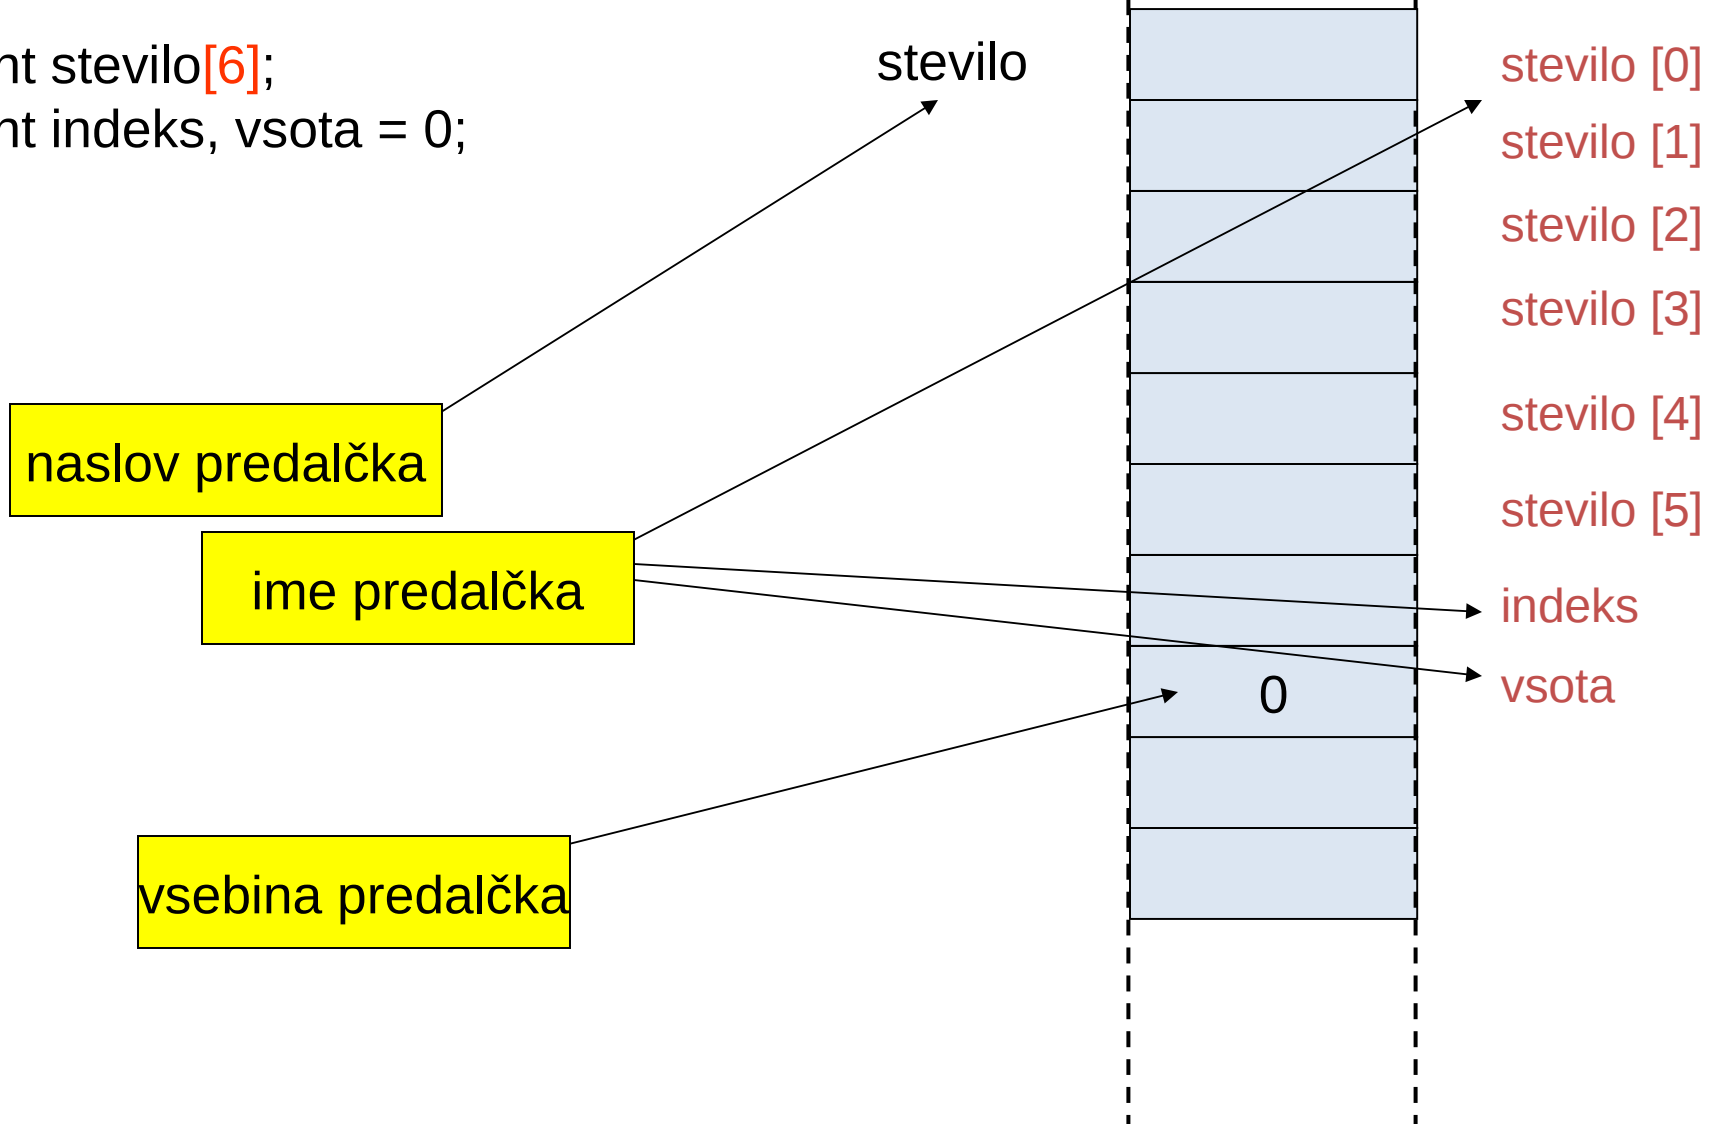 nt stevilo[6];
nt indeks, vsota = 0;
stevilo
stevilo [0]
stevilo [1]
stevilo [2]
stevilo [3]
stevilo [4]
stevilo [5]
indeks
vsota
0
naslov predalčka
ime predalčka
vsebina predalčka